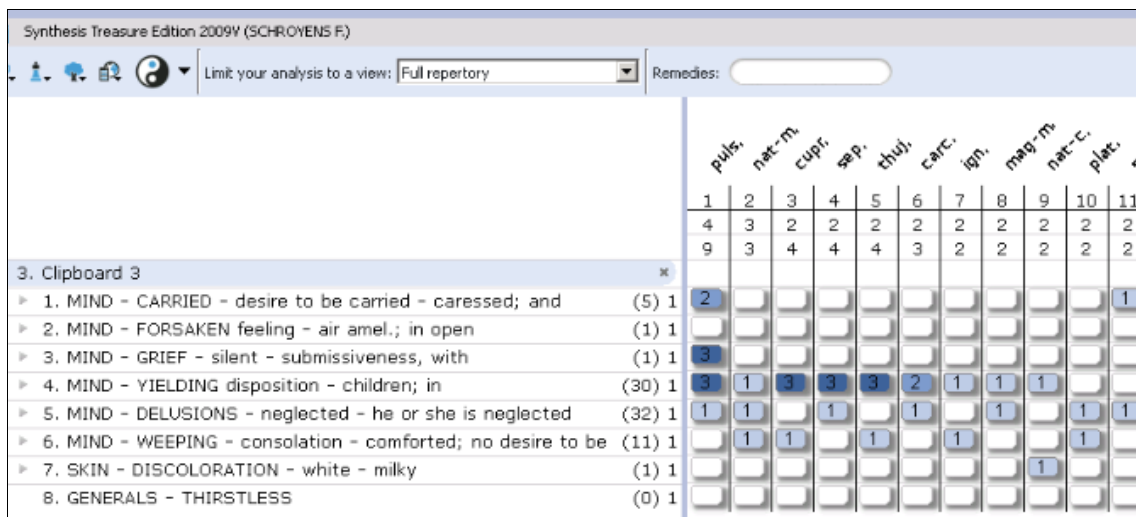 Synthesis Treasure Edition 2009V (SCHROYENS F.)
Limit your analysis to a view: Full repertory Remedies:
puls. nat-m. cupr. sep. thuj. carc. ign. mag-m. nat-c. plat.
1 2 3 4 5 6 7 8 9 10 11
4 3 2 2 2 2 2 2 2 2 2
9 3 4 4 4 3 2 2 2 2 2
3. Clipboard 3
1. MIND - CARRIED - desire to be carried - caressed; and (5) 1 2 1
2. MIND - FORSAKEN feeling - air amel.; in open (1) 1
3. MIND - GRIEF - silent - submissiveness, with (1) 1 3
4. MIND - YIELDING disposition - children; in (30) 1 3 1 3 3 3 2 1 1 1
5. MIND - DELUSIONS - neglected - he or she is neglected (32) 1 1 1 1 1 1 1 1
6. MIND - WEEPING - consolation - comforted; no desire to be (11) 1 1 1 1 1 1
7. SKIN - DISCOLORATION - white - milky (1) 1 1
8. GENERALS - THIRSTLESS (0) 1